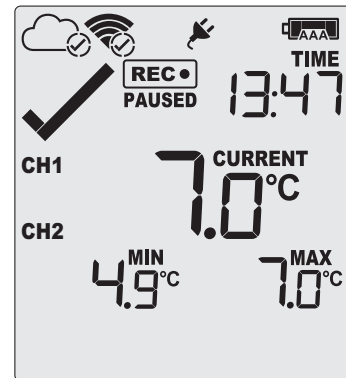 AAA
TIME
REC
PAUSED
13:47
CH1
CURRENT
7.0°C
CH2
MIN
4.9°C
MAX
7.0°C